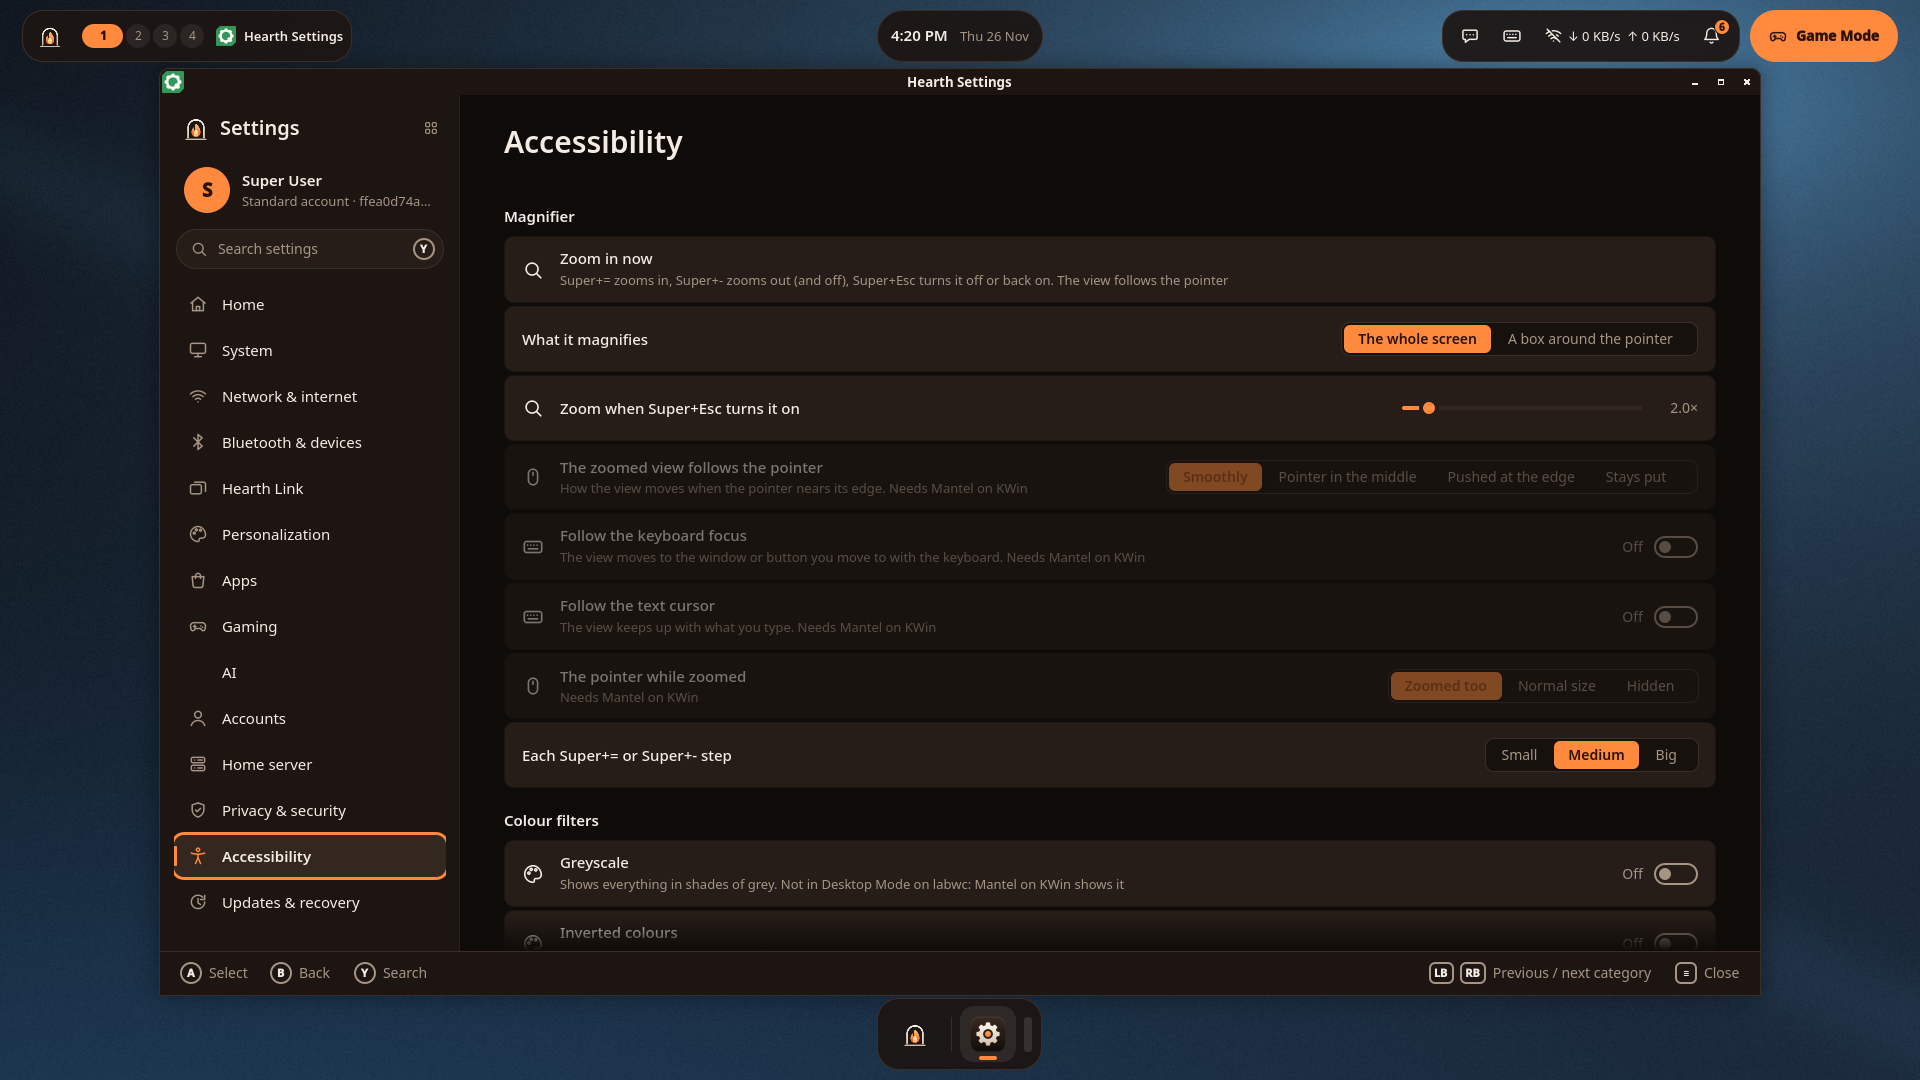 1 2 3 4 Hearth Settings
4:20 PM Thu 26 Nov
↓ 0 KB/s ↑ 0 KB/s 6
Game Mode
Hearth Settings
Settings
S
Super User
Standard account · ffea0d74a...
Search settings Y
Home
System
Network & internet
Bluetooth & devices
Hearth Link
Personalization
Apps
Gaming
AI
Accounts
Home server
Privacy & security
Accessibility
Updates & recovery
Accessibility
Magnifier
Zoom in now
Super+= zooms in, Super+- zooms out (and off), Super+Esc turns it off or back on. The view follows the pointer
What it magnifies The whole screen A box around the pointer
Zoom when Super+Esc turns it on 2.0×
The zoomed view follows the pointer
How the view moves when the pointer nears its edge. Needs Mantel on KWin
Smoothly Pointer in the middle Pushed at the edge Stays put
Follow the keyboard focus
The view moves to the window or button you move to with the keyboard. Needs Mantel on KWin
Off
Follow the text cursor
The view keeps up with what you type. Needs Mantel on KWin
Off
The pointer while zoomed
Needs Mantel on KWin
Zoomed too Normal size Hidden
Each Super+= or Super+- step Small Medium Big
Colour filters
Greyscale
Shows everything in shades of grey. Not in Desktop Mode on labwc: Mantel on KWin shows it
Off
Inverted colours
Off
A Select B Back Y Search
LB RB Previous / next category ≡ Close